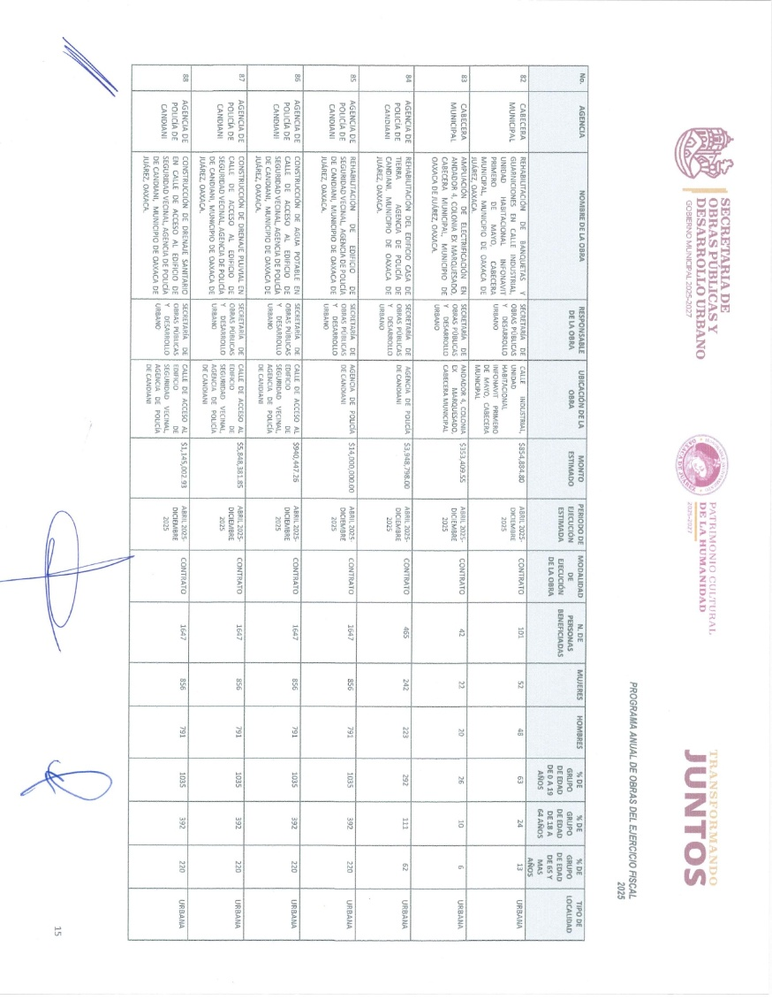 SECRETARÍA DE
OBRAS PÚBLICAS Y
DESARROLLO URBANO
GOBIERNO MUNICIPAL 2025-2027
PATRIMONIO CULTURAL
DE LA HUMANIDAD
2025-2027
TRANSFORMANDO
JUNTOS
PROGRAMA ANUAL DE OBRAS DEL EJERCICIO FISCAL
2025
No.
AGENCIA
NOMBRE DE LA OBRA
RESPONSABLE
DE LA OBRA
UBICACIÓN DE LA
OBRA
MONTO
ESTIMADO
PERIODO DE
EJECUCIÓN
ESTIMADA
MODALIDAD
DE
EJECUCIÓN
DE LA OBRA
N. DE
PERSONAS
BENEFICIADAS
MUJERES
HOMBRES
% DE
GRUPO
DE EDAD
DE 0 A 19
AÑOS
% DE
GRUPO
DE EDAD
DE 18 A
64 AÑOS
% DE
GRUPO
DE EDAD
DE 65 Y
MAS
AÑOS
TIPO DE
LOCALIDAD
82
CABECERA
MUNICIPAL
REHABILITACIÓN DE BANQUETAS Y
GUARNICIONES EN CALLE INDUSTRIAL,
UNIDAD HABITACIONAL INFONAVIT
PRIMERO DE MAYO, CABECERA
MUNICIPAL, MUNICIPIO DE OAXACA DE
JUÁREZ, OAXACA.
SECRETARÍA DE
OBRAS PÚBLICAS
Y DESARROLLO
URBANO
CALLE INDUSTRIAL,
UNIDAD
HABITACIONAL
INFONAVIT PRIMERO
DE MAYO, CABECERA
MUNICIPAL
$854,884.80
ABRIL 2025-
DICIEMBRE
2025
CONTRATO
101
52
48
63
24
13
URBANA
83
CABECERA
MUNICIPAL
AMPLIACIÓN DE ELECTRIFICACIÓN EN
ANDADOR 4, COLONIA EX MARQUESADO,
CABECERA MUNICIPAL, MUNICIPIO DE
OAXACA DE JUÁREZ, OAXACA.
SECRETARÍA DE
OBRAS PÚBLICAS
Y DESARROLLO
URBANO
ANDADOR 4, COLONIA
EX MARQUESADO,
CABECERA MUNICIPAL
$353,409.55
ABRIL 2025-
DICIEMBRE
2025
CONTRATO
42
22
20
26
10
6
URBANA
84
AGENCIA DE
POLICÍA DE
CANDIANI
REHABILITACIÓN DEL EDIFICIO CASA DE
TIERRA AGENCIA DE POLICÍA DE
CANDIANI, MUNICIPIO DE OAXACA DE
JUÁREZ, OAXACA.
SECRETARÍA DE
OBRAS PÚBLICAS
Y DESARROLLO
URBANO
AGENCIA DE POLICÍA
DE CANDIANI
$3,948,798.00
ABRIL 2025-
DICIEMBRE
2025
CONTRATO
465
242
223
292
111
62
URBANA
85
AGENCIA DE
POLICÍA DE
CANDIANI
REHABILITACIÓN DE EDIFICIO DE
SEGURIDAD VECINAL, AGENCIA DE POLICÍA
DE CANDIANI, MUNICIPIO DE OAXACA DE
JUÁREZ, OAXACA.
SECRETARÍA DE
OBRAS PÚBLICAS
Y DESARROLLO
URBANO
AGENCIA DE POLICÍA
DE CANDIANI
$14,000,000.00
ABRIL 2025-
DICIEMBRE
2025
CONTRATO
1647
856
791
1035
392
220
URBANA
86
AGENCIA DE
POLICÍA DE
CANDIANI
CONSTRUCCIÓN DE AGUA POTABLE EN
CALLE DE ACCESO AL EDIFICIO DE
SEGURIDAD VECINAL, AGENCIA DE POLICÍA
DE CANDIANI, MUNICIPIO DE OAXACA DE
JUÁREZ, OAXACA.
SECRETARÍA DE
OBRAS PÚBLICAS
Y DESARROLLO
URBANO
CALLE DE ACCESO AL
EDIFICIO DE
SEGURIDAD VECINAL,
AGENCIA DE POLICÍA
DE CANDIANI
$940,447.26
ABRIL 2025-
DICIEMBRE
2025
CONTRATO
1647
856
791
1035
392
220
URBANA
87
AGENCIA DE
POLICÍA DE
CANDIANI
CONSTRUCCIÓN DE DRENAJE PLUVIAL EN
CALLE DE ACCESO AL EDIFICIO DE
SEGURIDAD VECINAL, AGENCIA DE POLICÍA
DE CANDIANI, MUNICIPIO DE OAXACA DE
JUÁREZ, OAXACA.
SECRETARÍA DE
OBRAS PÚBLICAS
Y DESARROLLO
URBANO
CALLE DE ACCESO AL
EDIFICIO DE
SEGURIDAD VECINAL,
AGENCIA DE POLICÍA
DE CANDIANI
$5,848,381.85
ABRIL 2025-
DICIEMBRE
2025
CONTRATO
1647
856
791
1035
392
220
URBANA
88
AGENCIA DE
POLICÍA DE
CANDIANI
CONSTRUCCIÓN DE DRENAJE SANITARIO
EN CALLE DE ACCESO AL EDIFICIO DE
SEGURIDAD VECINAL, AGENCIA DE POLICÍA
DE CANDIANI, MUNICIPIO DE OAXACA DE
JUÁREZ, OAXACA.
SECRETARÍA DE
OBRAS PÚBLICAS
Y DESARROLLO
URBANO
CALLE DE ACCESO AL
EDIFICIO DE
SEGURIDAD VECINAL,
AGENCIA DE POLICÍA
DE CANDIANI
$1,145,002.93
ABRIL 2025-
DICIEMBRE
2025
CONTRATO
1647
856
791
1035
392
220
URBANA
15